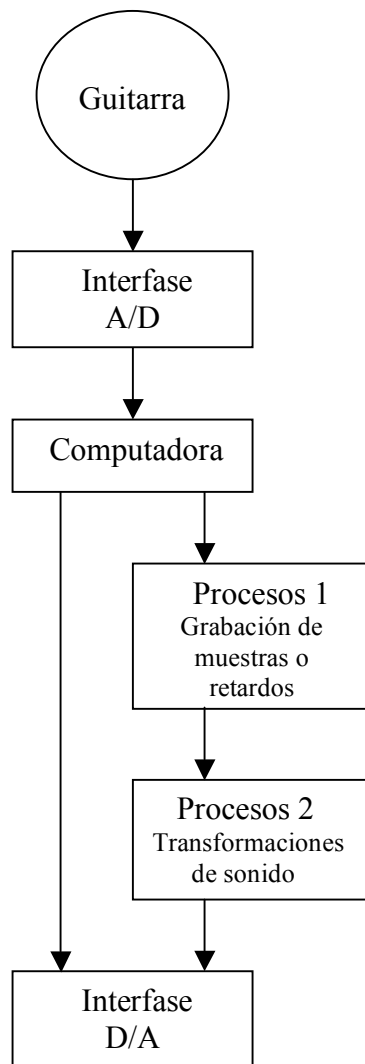 Guitarra
Interfase
A/D
Computadora
Procesos 1
Grabación de
muestras o
retardos
Procesos 2
Transformaciones
de sonido
Interfase
D/A